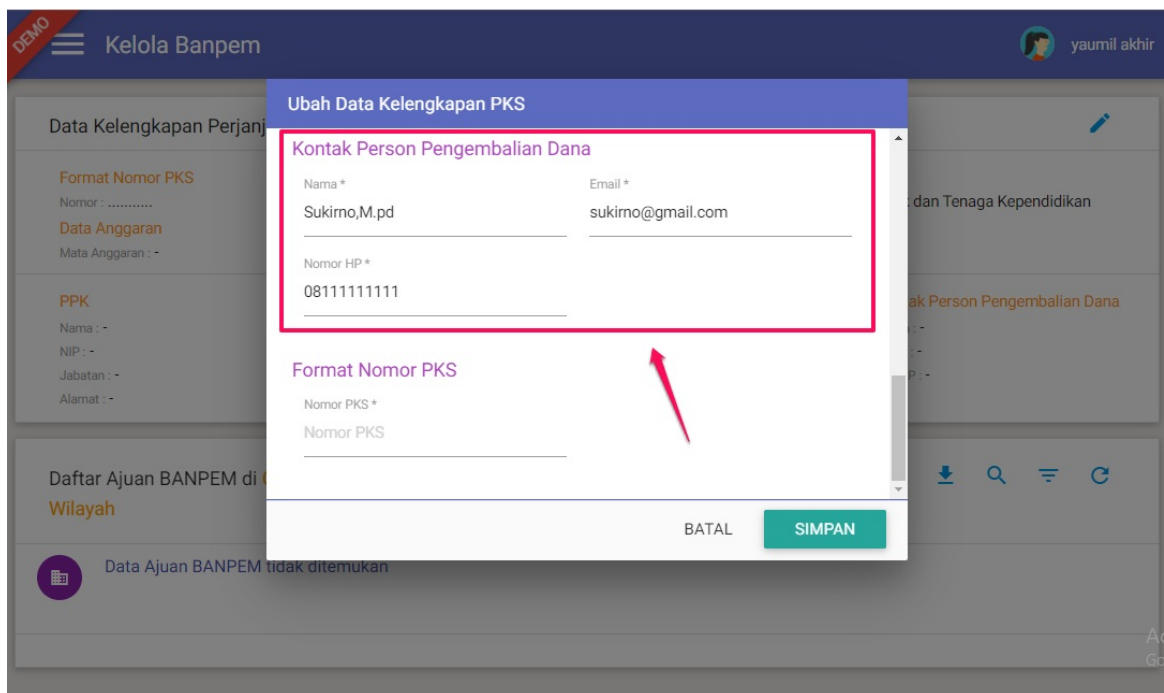 DEMO
Kelola Banpem
yaumil akhir
Ubah Data Kelengkapan PKS
Data Kelengkapan Perjanj
Kontak Person Pengembalian Dana
Nama *
Email *
Sukirno,M.pd
sukirno@gmail.com
Nomor HP *
08111111111
Format Nomor PKS
Nomor : ...........
Data Anggaran
Mata Anggaran : -
dan Tenaga Kependidikan
PPK
Nama : -
NIP : -
Jabatan : -
Alamat : -
ak Person Pengembalian Dana
: -
: -
P : -
Format Nomor PKS
Nomor PKS *
Nomor PKS
BATAL
SIMPAN
Daftar Ajuan BANPEM di
Wilayah
Data Ajuan BANPEM tidak ditemukan